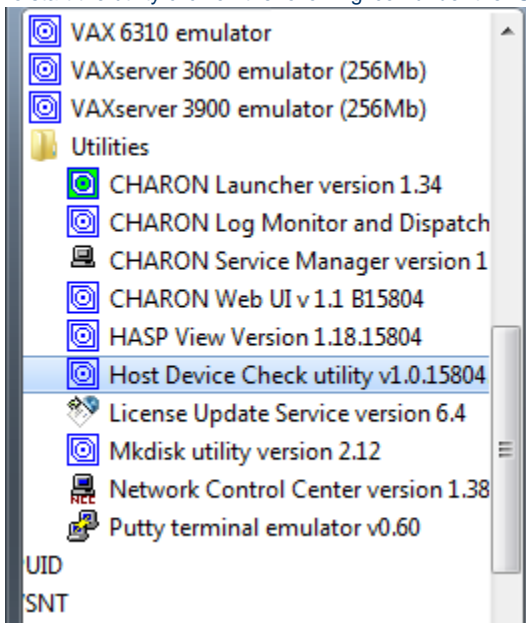 VAX 6310 emulator
VAXserver 3600 emulator (256Mb)
VAXserver 3900 emulator (256Mb)
Utilities
CHARON Launcher version 1.34
CHARON Log Monitor and Dispatch
CHARON Service Manager version 1
CHARON Web UI v 1.1 B15804
HASP View Version 1.18.15804
Host Device Check utility v1.0.15804
License Update Service version 6.4
Mkdisk utility version 2.12
Network Control Center version 1.38
Putty terminal emulator v0.60
UID
SNT